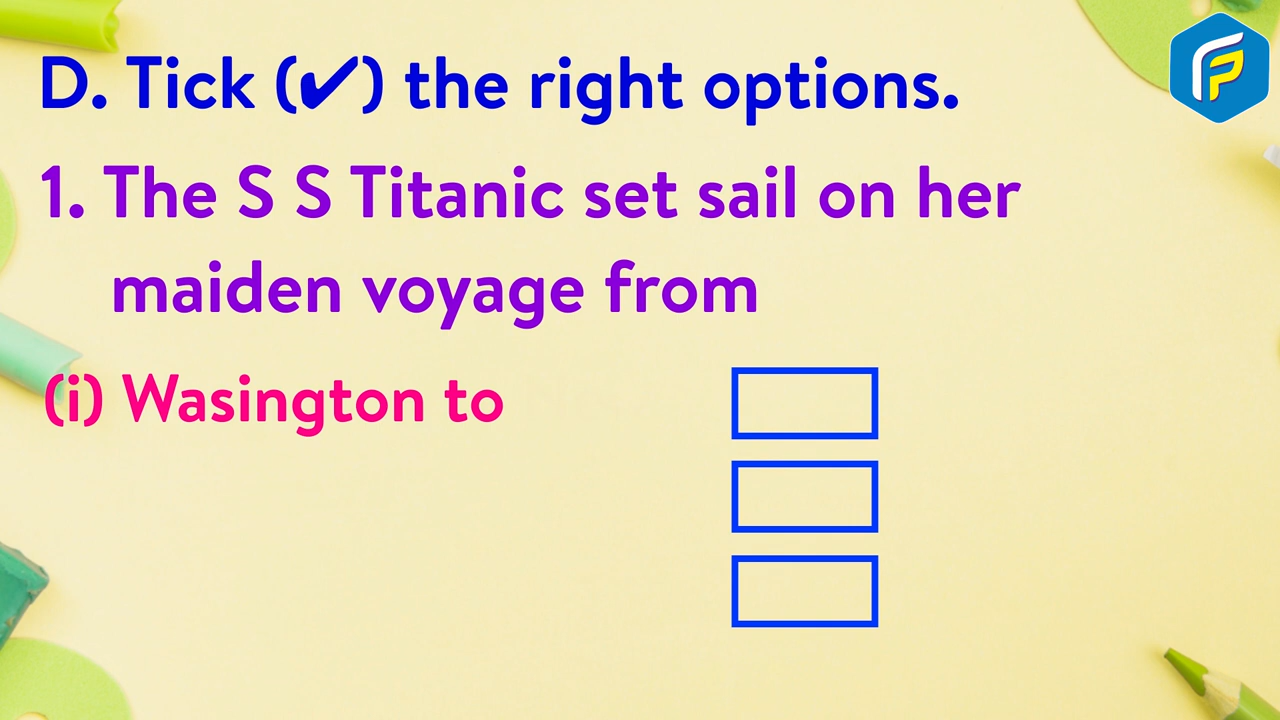 D. Tick (✔) the right options.
1. The S S Titanic set sail on her
maiden voyage from
(i) Wasington to